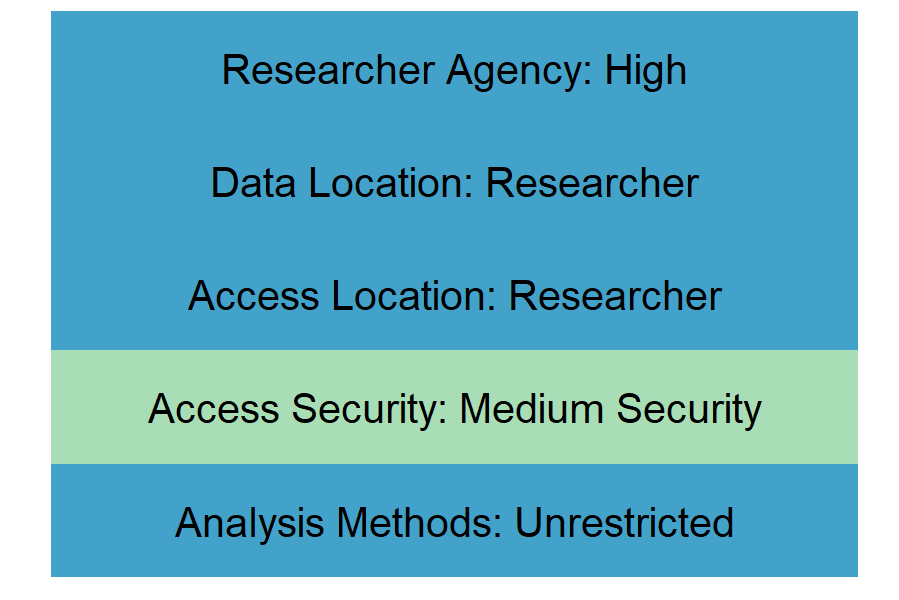 Researcher Agency: High
Data Location: Researcher
Access Location: Researcher
Access Security: Medium Security
Analysis Methods: Unrestricted